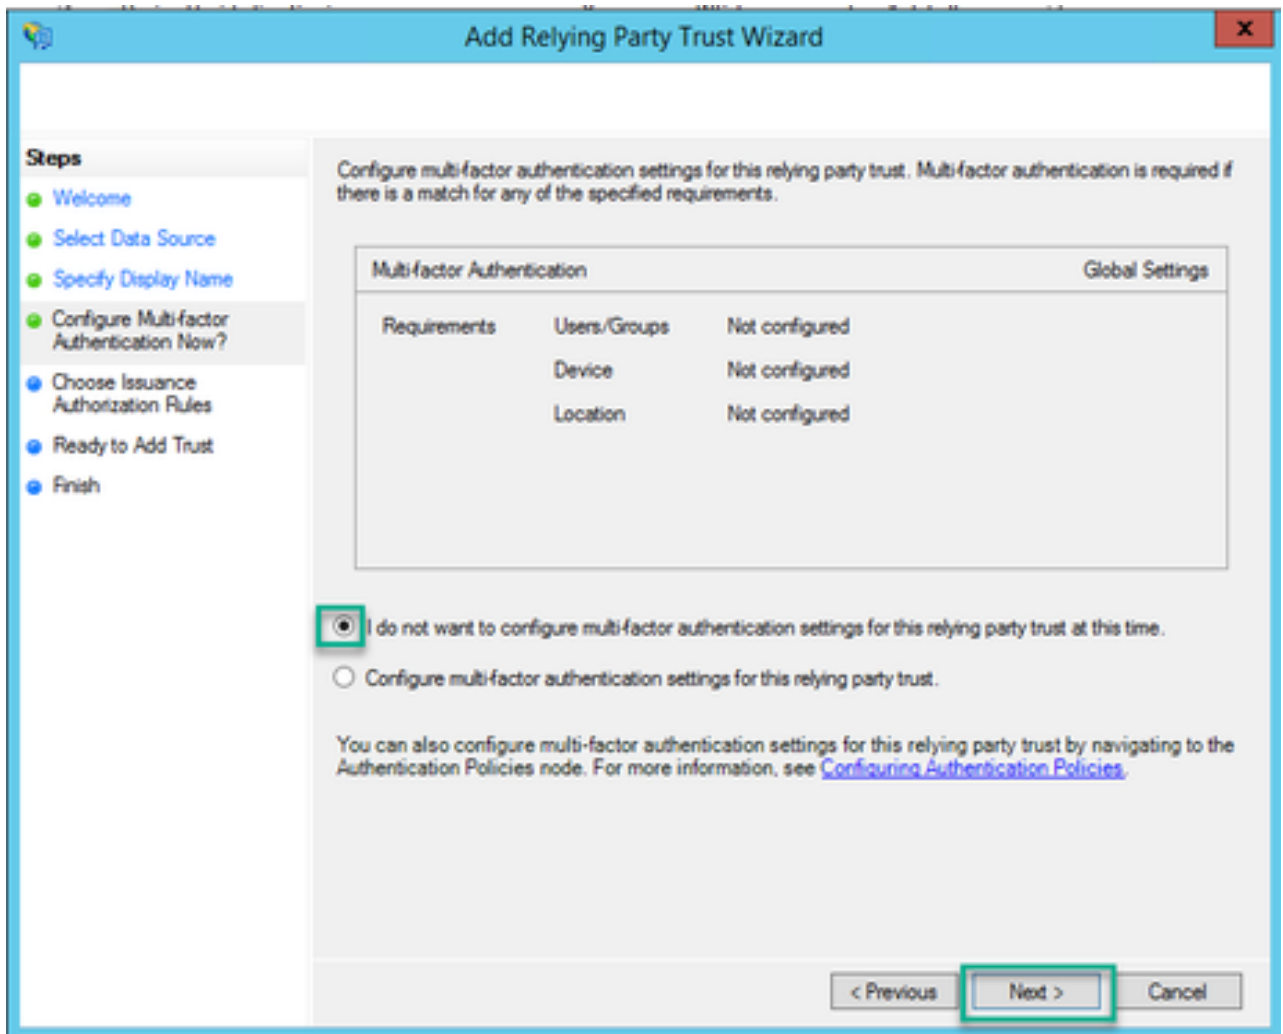 Add Relying Party Trust Wizard
x
Steps
Welcome
Select Data Source
Specify Display Name
Configure Multi-factor
Authentication Now?
Choose Issuance
Authorization Rules
Ready to Add Trust
Finish
Configure multi-factor authentication settings for this relying party trust. Multi-factor authentication is required if
there is a match for any of the specified requirements.
Multi-factor Authentication Global Settings
Requirements Users/Groups Not configured
Device Not configured
Location Not configured
I do not want to configure multi-factor authentication settings for this relying party trust at this time.
Configure multi-factor authentication settings for this relying party trust.
You can also configure multi-factor authentication settings for this relying party trust by navigating to the
Authentication Policies node. For more information, see Configuring Authentication Policies.
< Previous Next > Cancel